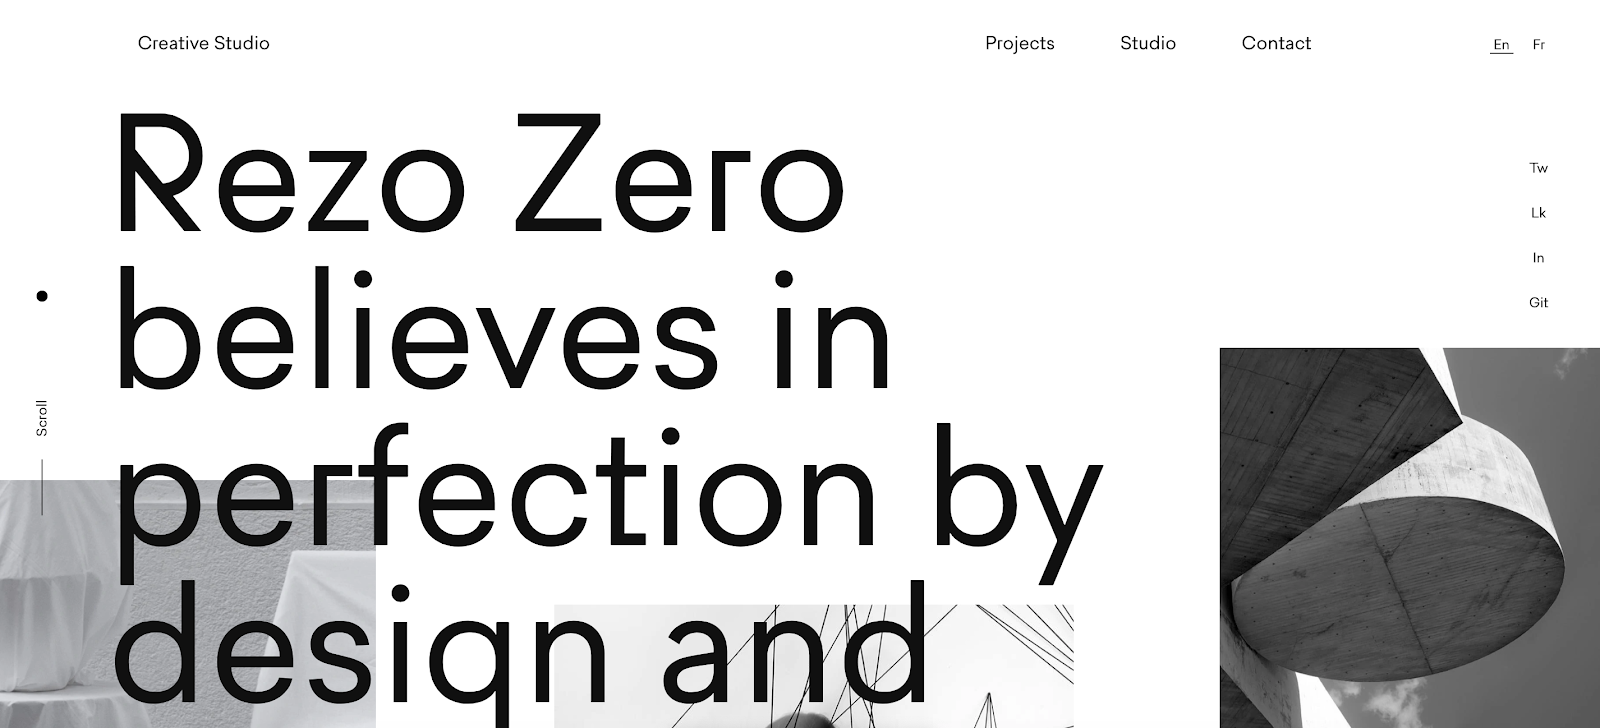 Creative Studio
Projects
Studio
Contact
En
Fr
Rezo Zero
believes in
perfection by
design and
Tw
Lk
In
Git
Scroll